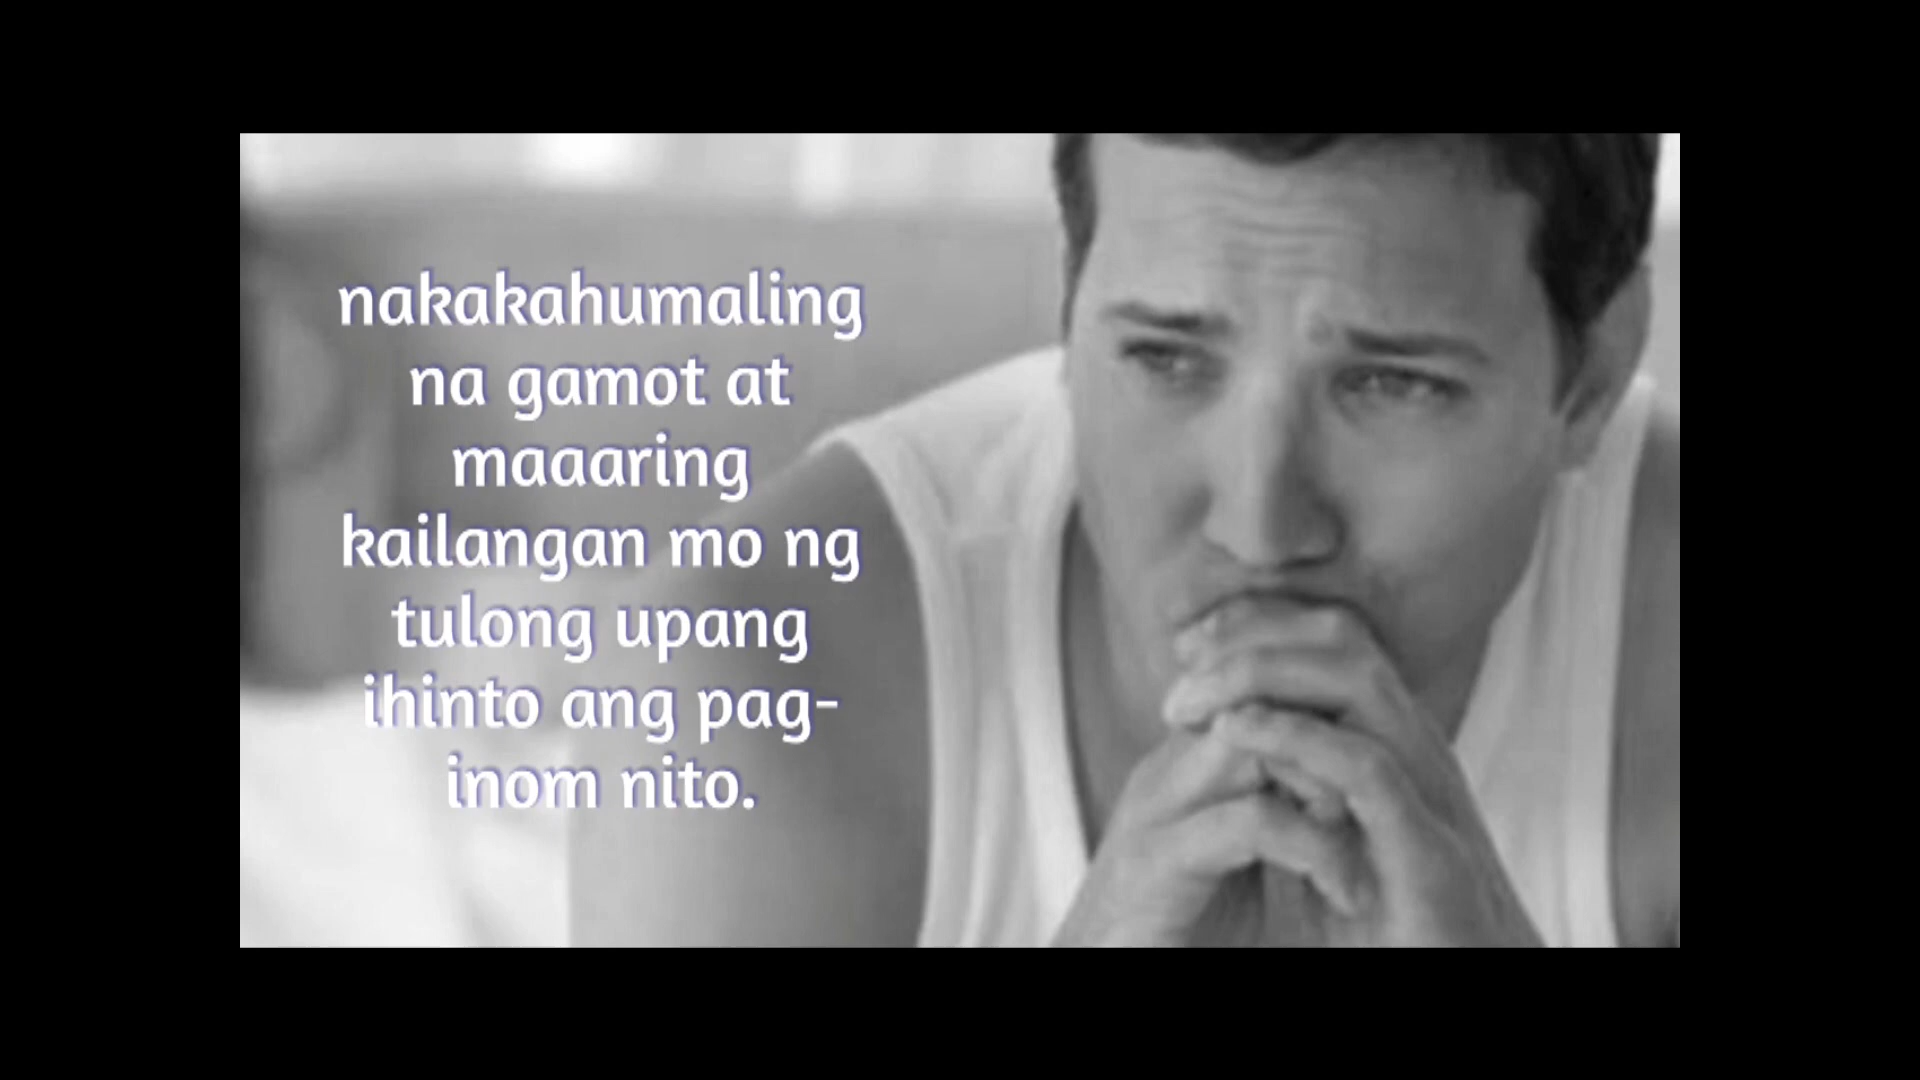 nakakahumaling
na gamot at
maaaring
kailangan mo ng
tulong upang
ihinto ang pag-
inom nito.